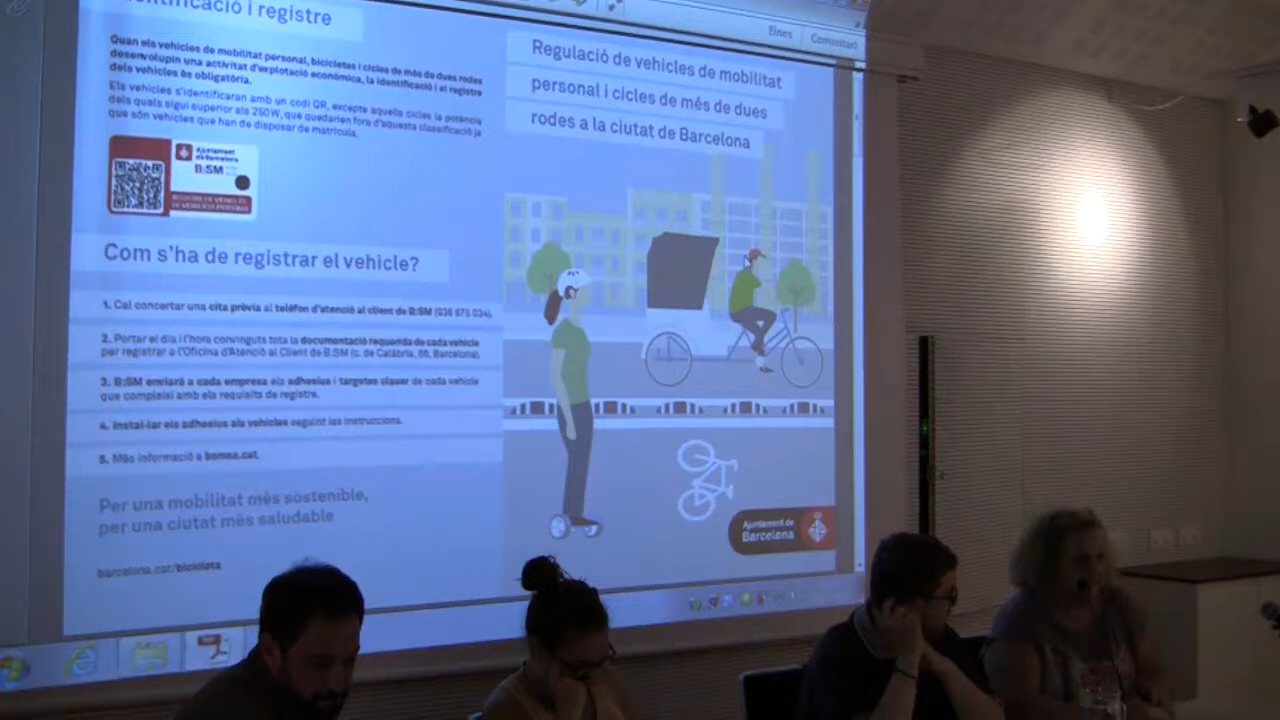 ntificació i registre
Quan els vehicles de mobilitat personal, bicicletes i cicles de més de dues rodes
desenvolupin una activitat d'explotació econòmica, la identificació i el registre
dels vehicles és obligatòria.
Els vehicles s'identificaran amb un codi QR, excepte aquells cicles la potència
dels quals sigui superior als 250W, que quedarien fora d'aquesta classificació ja
que són vehicles que han de disposar de matrícula.
Ajuntament
de Barcelona
B:SM
REGISTRE DE VEHICLES
DE MOBILITAT PERSONAL
Com s'ha de registrar el vehicle?
1. Cal concertar una cita prèvia al telèfon d'atenció al client de B:SM
2. Portar el dia i l'hora convinguts tota la documentació requerida de cada vehicle
per registrar a l'Oficina d'Atenció al Client de B:SM (c. de Calàbria, 66, Barcelona).
3. B:SM enviarà a cada empresa els adhesius i targetes clauer de cada vehicle
que compleixi amb els requisits de registre.
4. Instal·lar els adhesius als vehicles seguint les instruccions.
5. Més informació a bsmsa.cat
Per una mobilitat més sostenible,
per una ciutat més saludable
barcelona.cat/bicicleta
Eines
Comentari
Regulació de vehicles de mobilitat
personal i cicles de més de dues
rodes a la ciutat de Barcelona
Ajuntament de
Barcelona
PDF